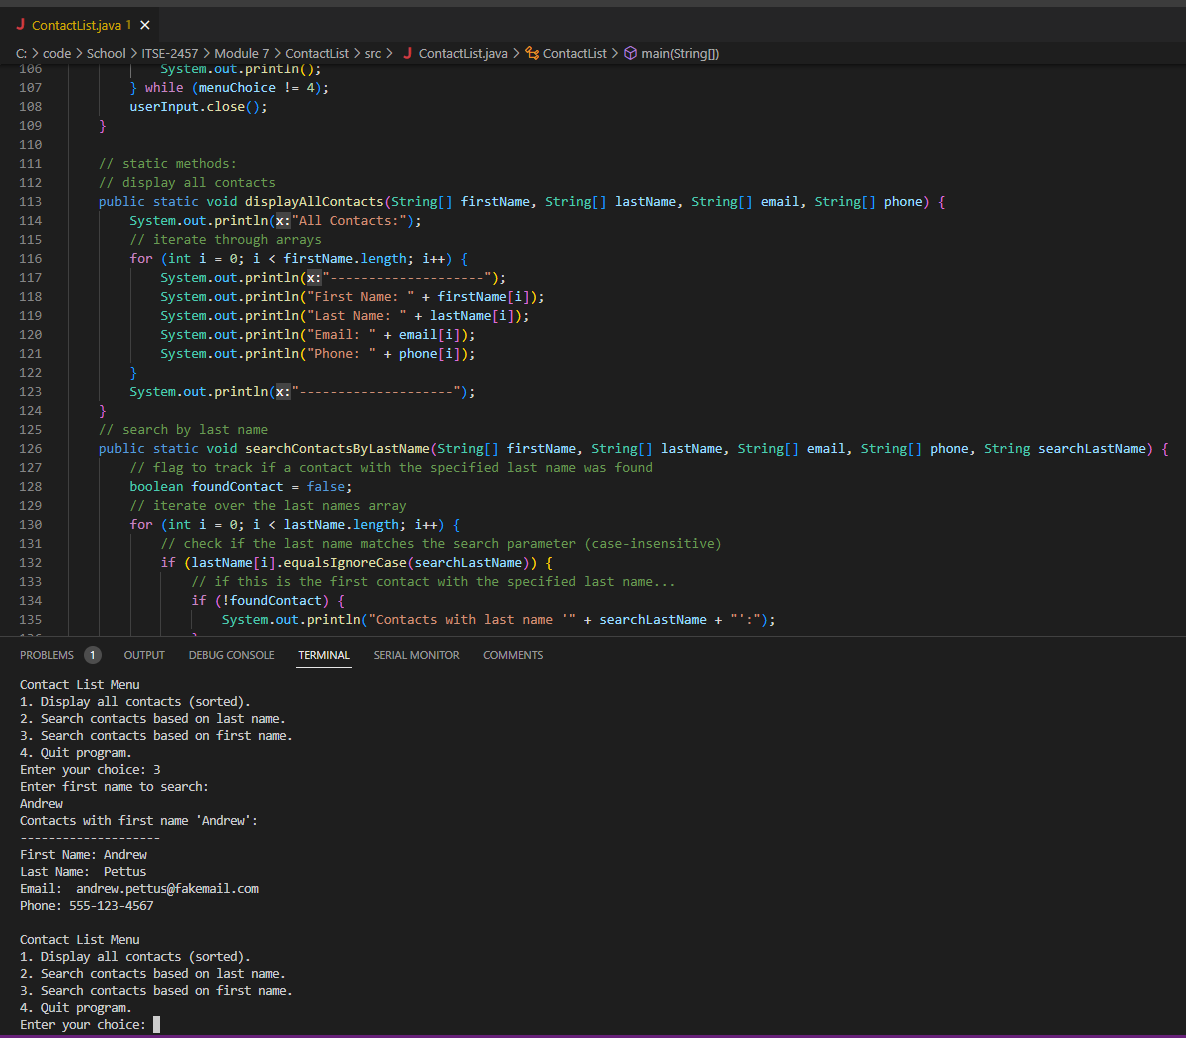 J ContactList.java 1 ×
C: > code > School > ITSE-2457 > Module 7 > ContactList > src > J ContactList.java > ContactList > main(String[])
106 System.out.println();
107 } while (menuChoice != 4);
108 userInput.close();
109 }
110
111 // static methods:
112 // display all contacts
113 public static void displayAllContacts(String[] firstName, String[] lastName, String[] email, String[] phone) {
114 System.out.println(x:"All Contacts:");
115 // iterate through arrays
116 for (int i = 0; i < firstName.length; i++) {
117 System.out.println(x:"--------------------");
118 System.out.println("First Name: " + firstName[i]);
119 System.out.println("Last Name: " + lastName[i]);
120 System.out.println("Email: " + email[i]);
121 System.out.println("Phone: " + phone[i]);
122 }
123 System.out.println(x:"--------------------");
124 }
125 // search by last name
126 public static void searchContactsByLastName(String[] firstName, String[] lastName, String[] email, String[] phone, String searchLastName) {
127 // flag to track if a contact with the specified last name was found
128 boolean foundContact = false;
129 // iterate over the last names array
130 for (int i = 0; i < lastName.length; i++) {
131 // check if the last name matches the search parameter (case-insensitive)
132 if (lastName[i].equalsIgnoreCase(searchLastName)) {
133 // if this is the first contact with the specified last name...
134 if (!foundContact) {
135 System.out.println("Contacts with last name '" + searchLastName + "':");
136 }
PROBLEMS 1 OUTPUT DEBUG CONSOLE TERMINAL SERIAL MONITOR COMMENTS
Contact List Menu
1. Display all contacts (sorted).
2. Search contacts based on last name.
3. Search contacts based on first name.
4. Quit program.
Enter your choice: 3
Enter first name to search:
Andrew
Contacts with first name 'Andrew':
--------------------
First Name: Andrew
Last Name:  Pettus
Email:  andrew.pettus@fakemail.com
Phone: 555-123-4567

Contact List Menu
1. Display all contacts (sorted).
2. Search contacts based on last name.
3. Search contacts based on first name.
4. Quit program.
Enter your choice: